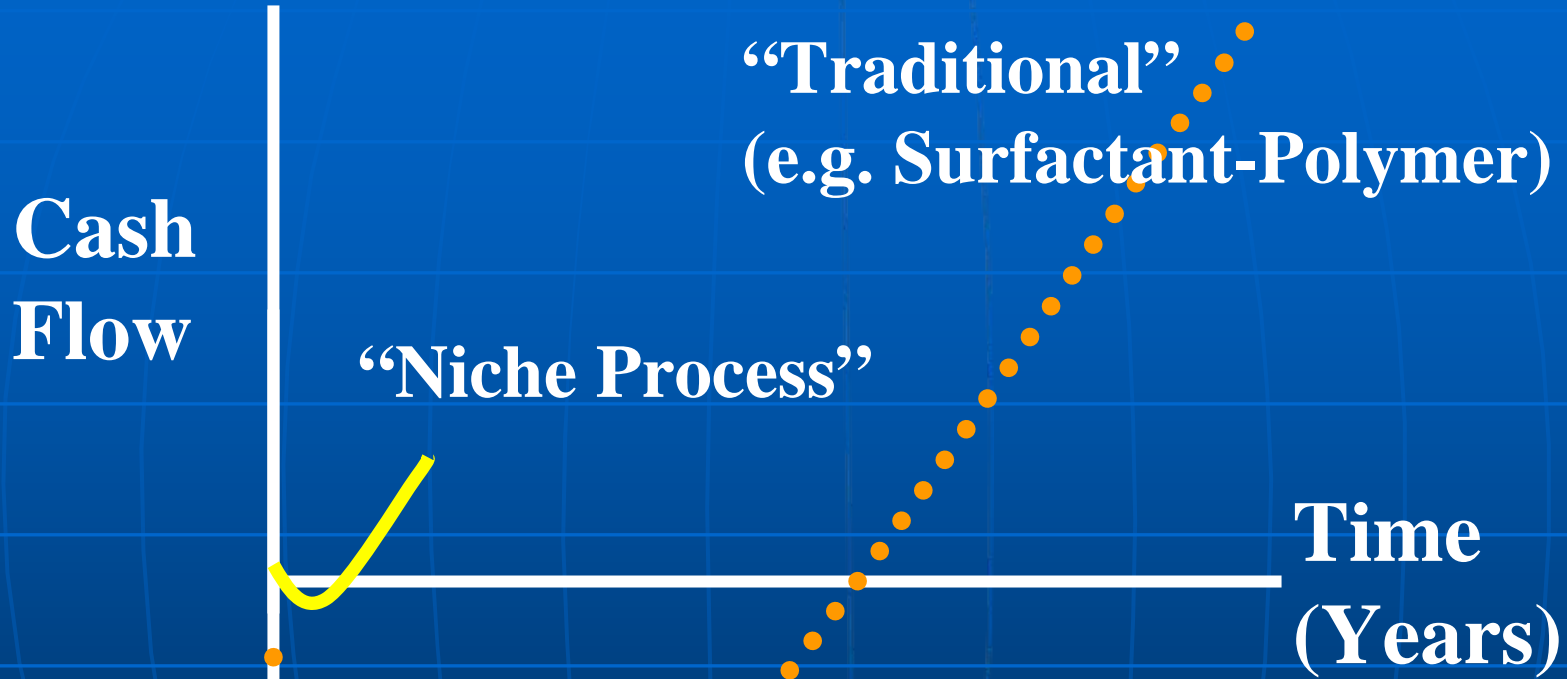 “Traditional”
(e.g. Surfactant-Polymer)
Cash
Flow
“Niche Process”
Time
(Years)